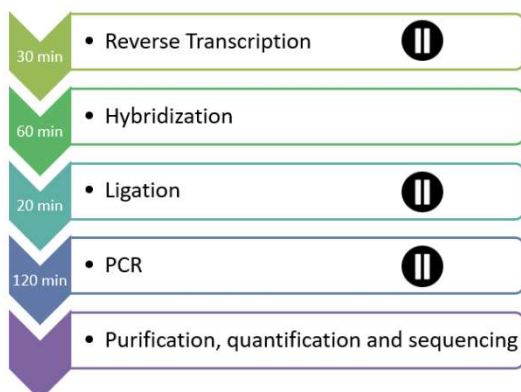 30 min
• Reverse Transcription
60 min
• Hybridization
20 min
• Ligation
120 min
• PCR
• Purification, quantification and sequencing